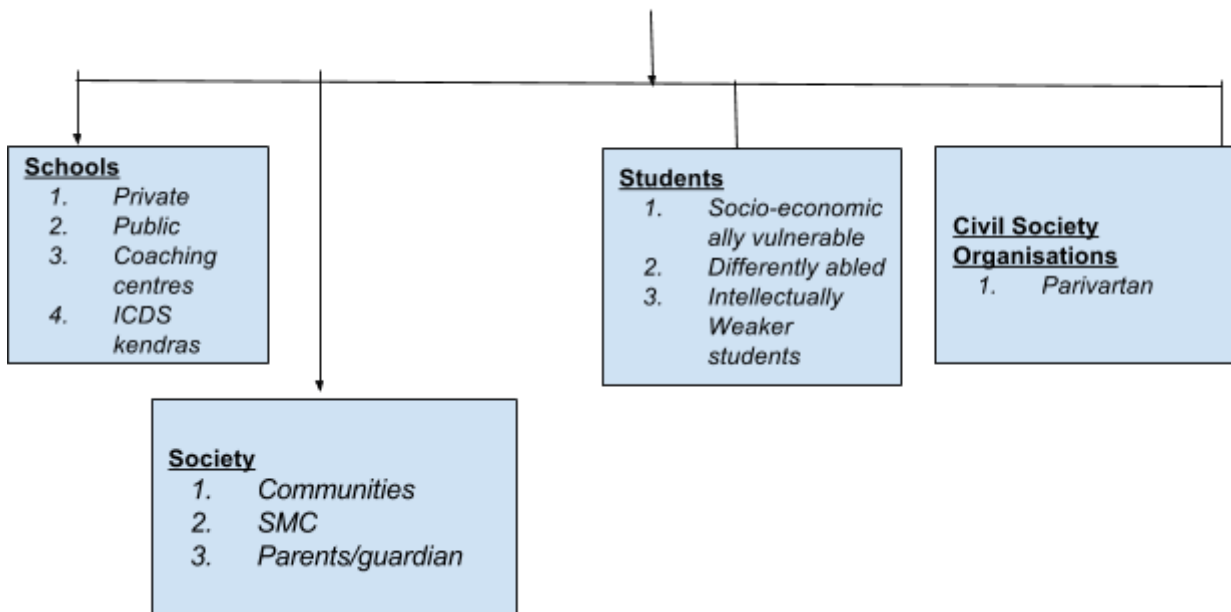 Schools
1. Private
2. Public
3. Coaching
centres
4. ICDS
kendras
Society
1. Communities
2. SMC
3. Parents/guardian
Students
1. Socio-economic
ally vulnerable
2. Differently abled
3. Intellectually
Weaker
students
Civil Society
Organisations
1. Parivartan